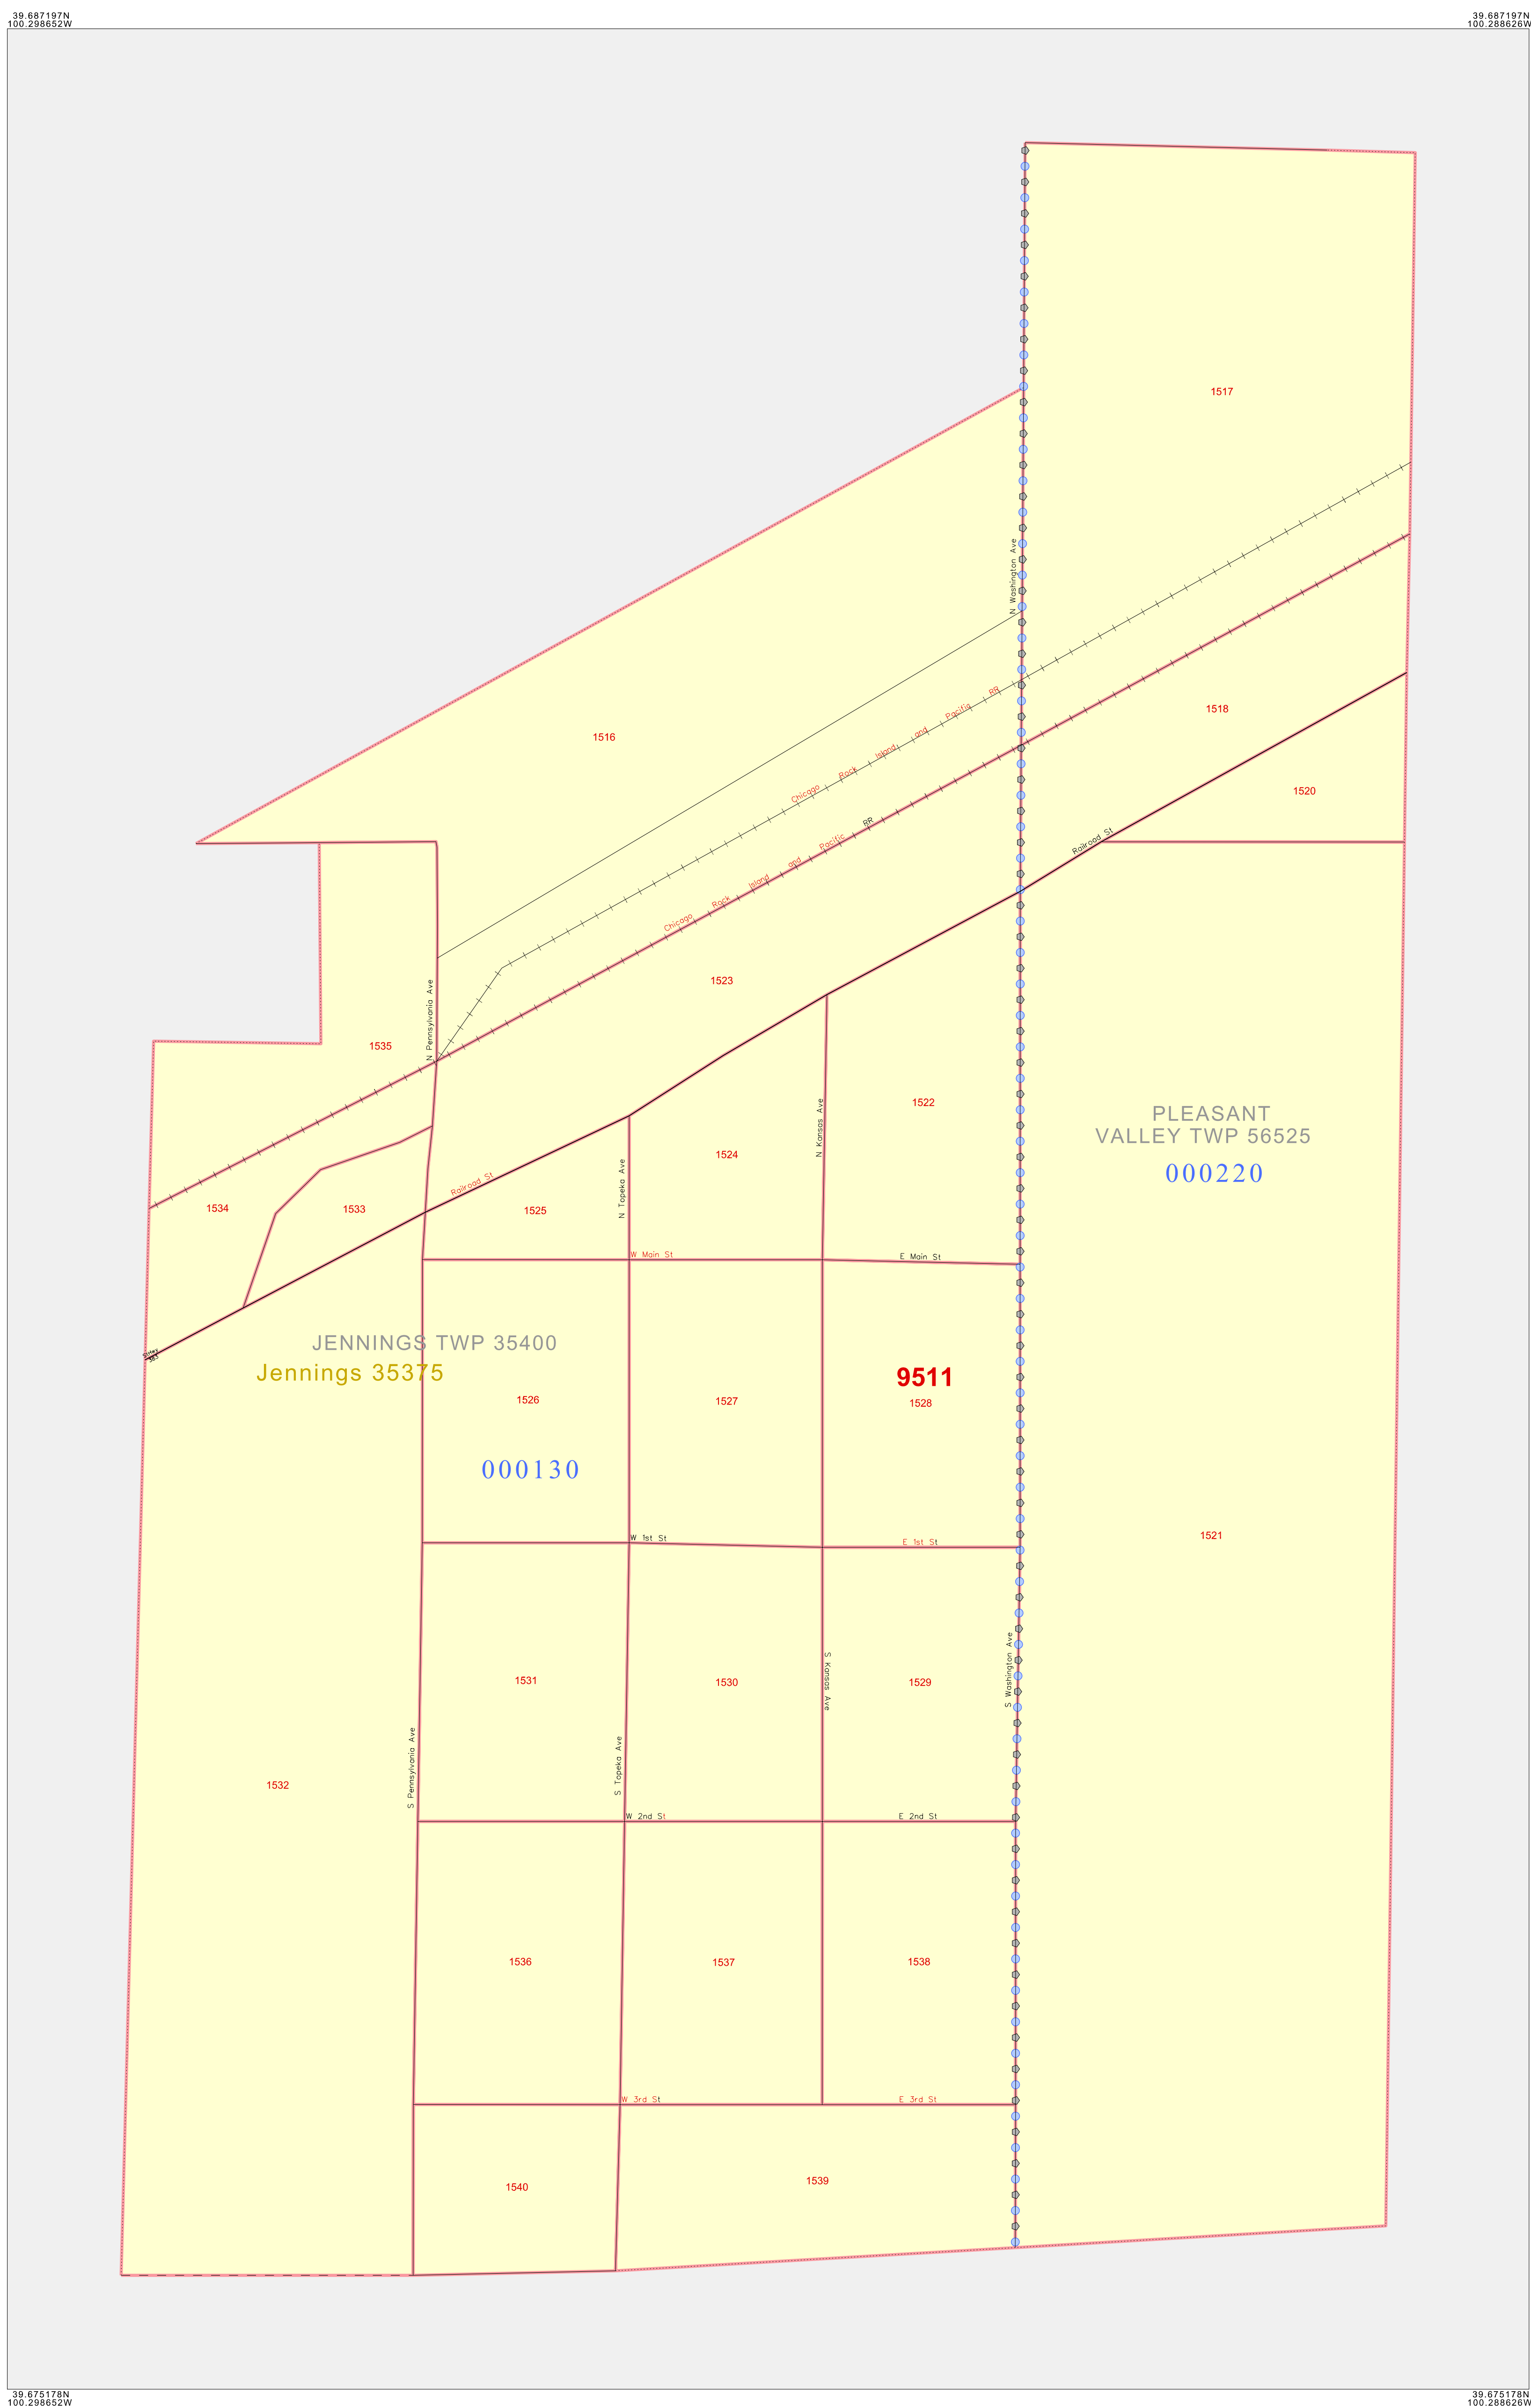 39.687197N
100.298652W
39.687197N
100.288626W
1517
N Washington Ave
1516
Chicago Rock Island and Pacific RR
1518
1520
Chicago Rock Island and Pacific RR
Railroad St
1523
N Pennsylvania Ave
1535
1522
N Kansas Ave
PLEASANT
VALLEY TWP 56525
000220
1524
N Topeka Ave
Railroad St
1534
1533
1525
W Main St
E Main St
StHwy
383
JENNINGS TWP 35400
Jennings 35375
9511
1526
1527
1528
000130
W 1st St
E 1st St
1521
1531
1530
S Kansas Ave
1529
S Washington Ave
S Pennsylvania Ave
S Topeka Ave
1532
W 2nd St
E 2nd St
1536
1537
1538
W 3rd St
E 3rd St
1540
1539
39.675178N
100.298652W
39.675178N
100.288626W